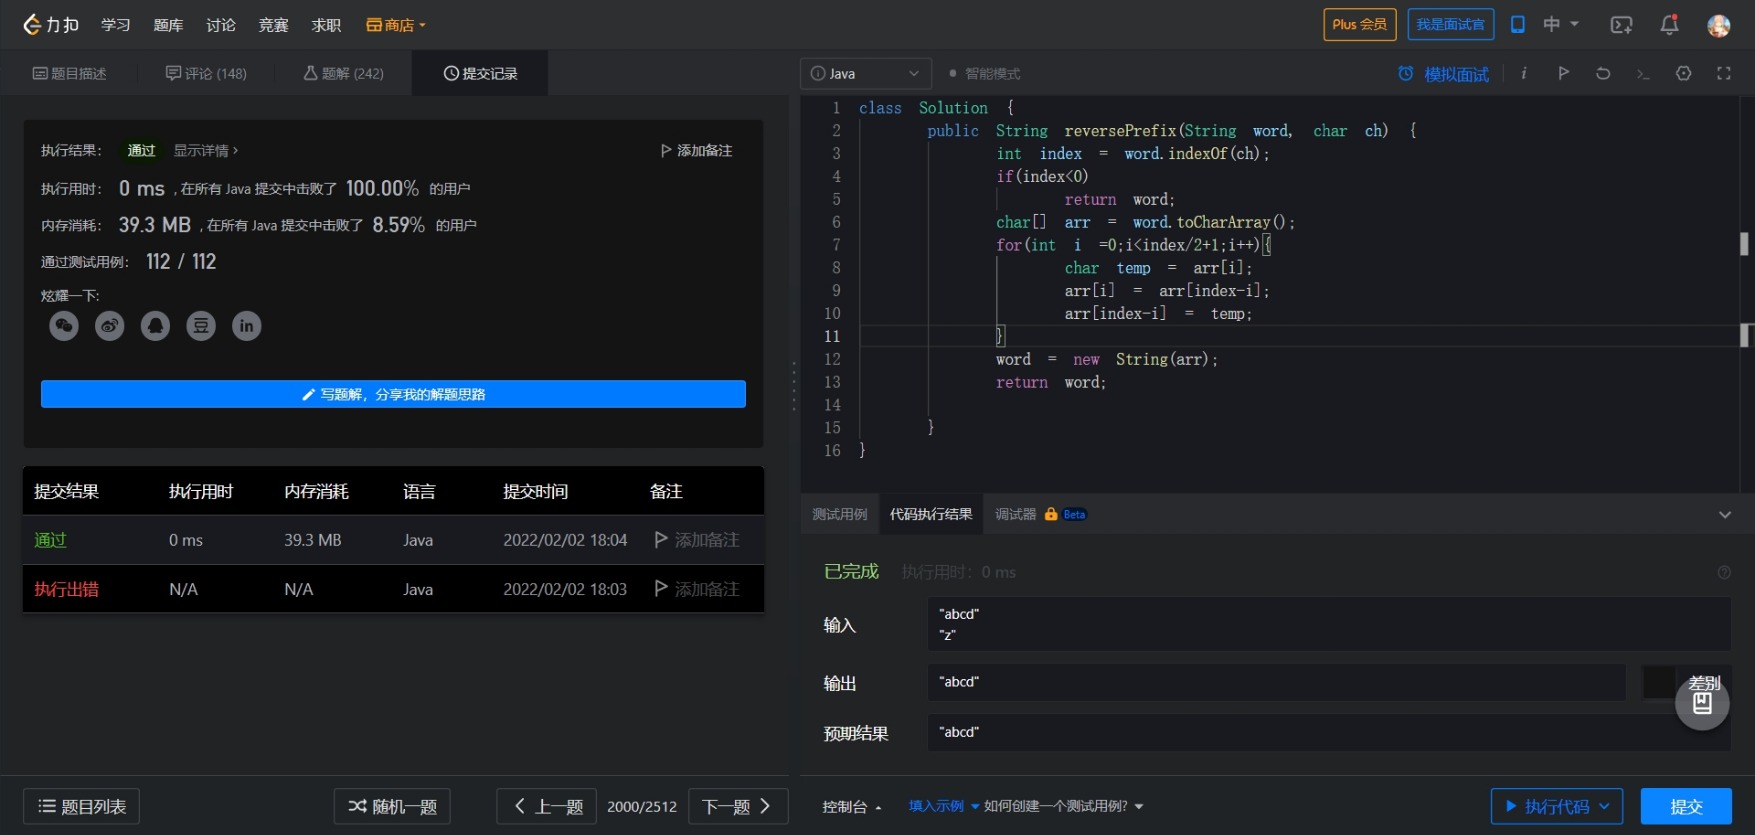 力扣 学习 题库 讨论 竞赛 求职 商店
Plus 会员 我是面试官 中
题目描述 评论 (148) 题解 (242) 提交记录
执行结果： 通过 显示详情 > 添加备注
执行用时： 0 ms , 在所有 Java 提交中击败了 100.00% 的用户
内存消耗： 39.3 MB , 在所有 Java 提交中击败了 8.59% 的用户
通过测试用例： 112 / 112
炫耀一下:
豆 in
写题解，分享我的解题思路
提交结果 执行用时 内存消耗 语言 提交时间 备注
通过 0 ms 39.3 MB Java 2022/02/02 18:04 添加备注
执行出错 N/A N/A Java 2022/02/02 18:03 添加备注
题目列表 随机一题 上一题 2000/2512 下一题
Java 智能模式 模拟面试 i
1 class Solution {
2 public String reversePrefix(String word, char ch) {
3 int index = word.indexOf(ch);
4 if(index<0)
5 return word;
6 char[] arr = word.toCharArray();
7 for(int i =0;i<index/2+1;i++){
8 char temp = arr[i];
9 arr[i] = arr[index-i];
10 arr[index-i] = temp;
11 }
12 word = new String(arr);
13 return word;
14
15 }
16 }
测试用例 代码执行结果 调试器 Beta
已完成 执行用时：0 ms
输入
"abcd"
"z"
输出 "abcd" 差别
预期结果 "abcd"
控制台 填入示例 如何创建一个测试用例? 执行代码 提交